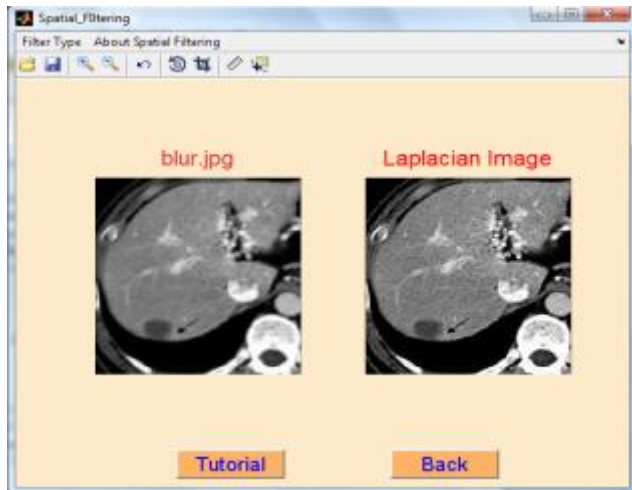 Spatial_Filtering
Filter Type About Spatial Filtering
blur.jpg
Laplacian Image
Tutorial
Back